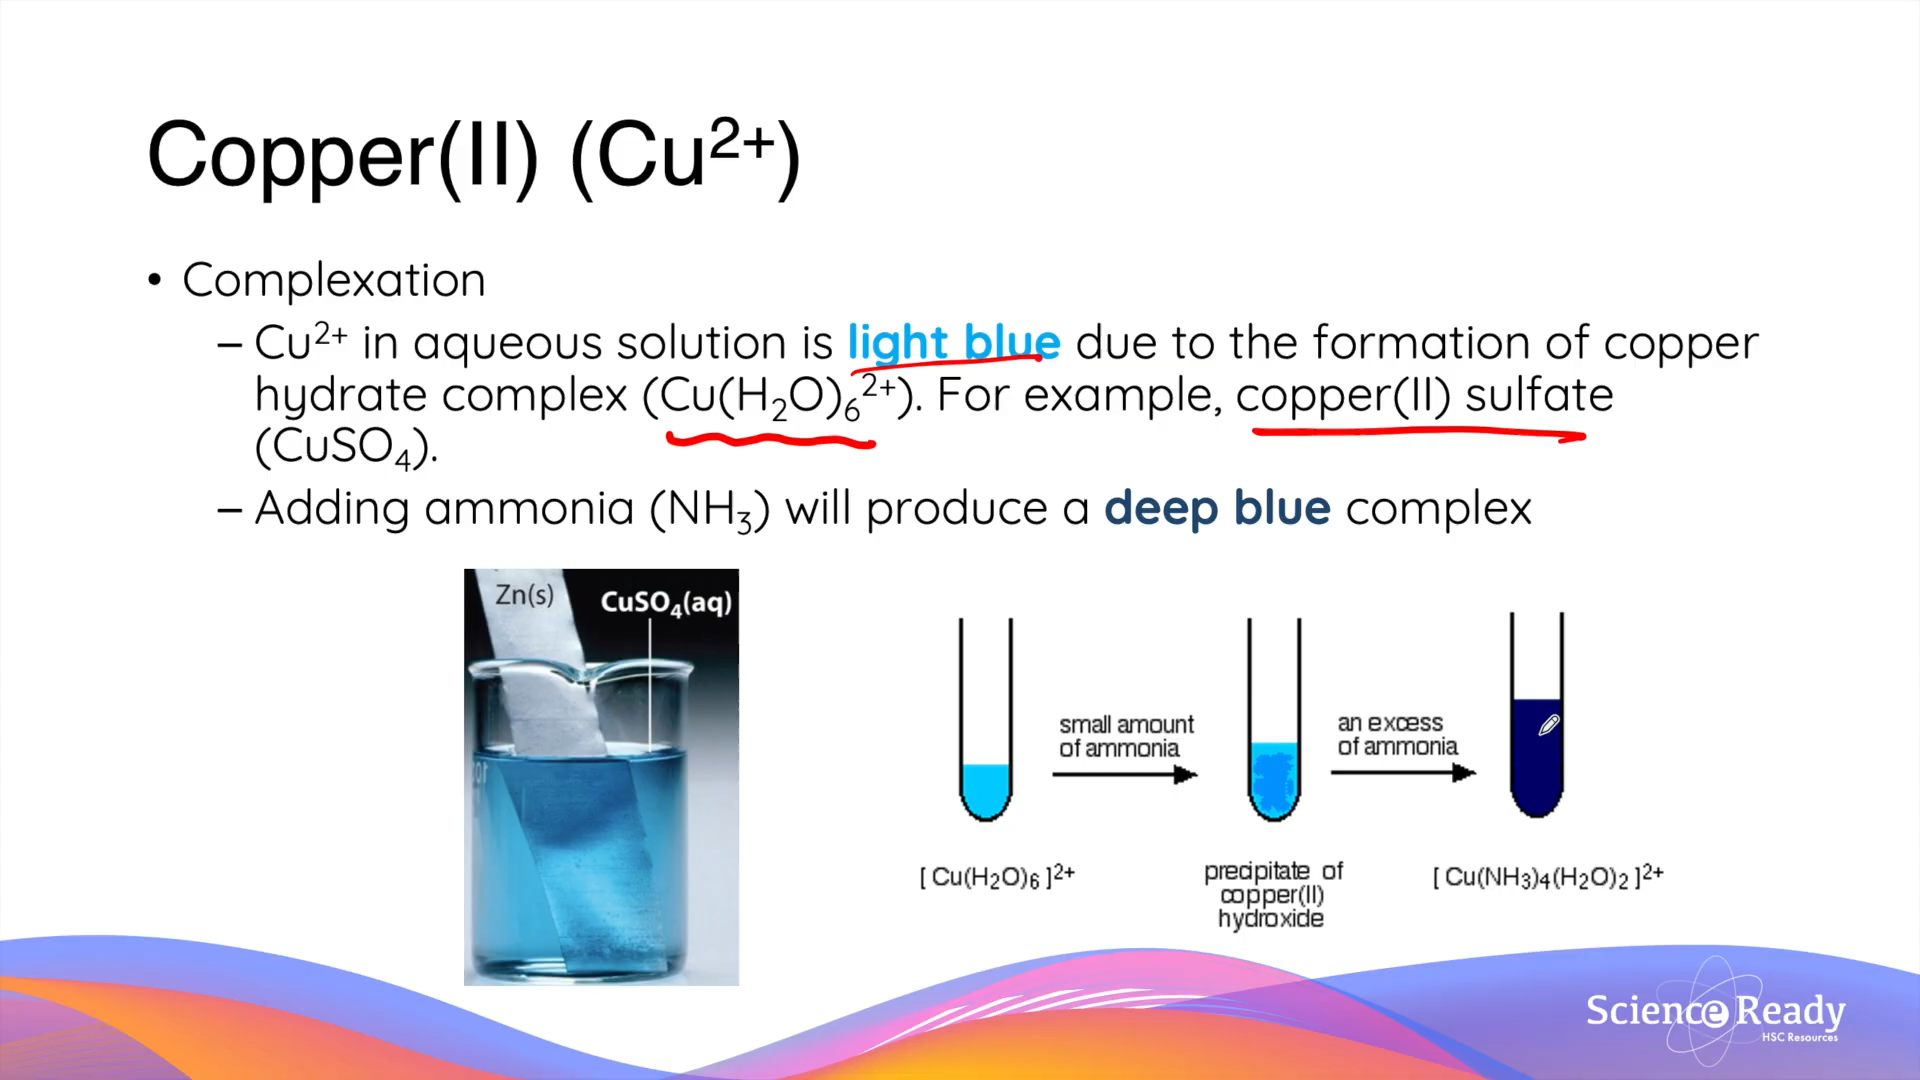 Copper(II) (Cu²⁺)
• Complexation
– Cu²⁺ in aqueous solution is light blue due to the formation of copper
hydrate complex (Cu(H₂O)₆²⁺). For example, copper(II) sulfate
(CuSO₄).
– Adding ammonia (NH₃) will produce a deep blue complex
Zn(s)
CuSO₄(aq)
small amount
of ammonia
an excess
of ammonia
[ Cu(H₂O)₆ ]²⁺
precipitate of
copper(II)
hydroxide
[ Cu(NH₃)₄(H₂O)₂ ]²⁺
Science Ready
HSC Resources